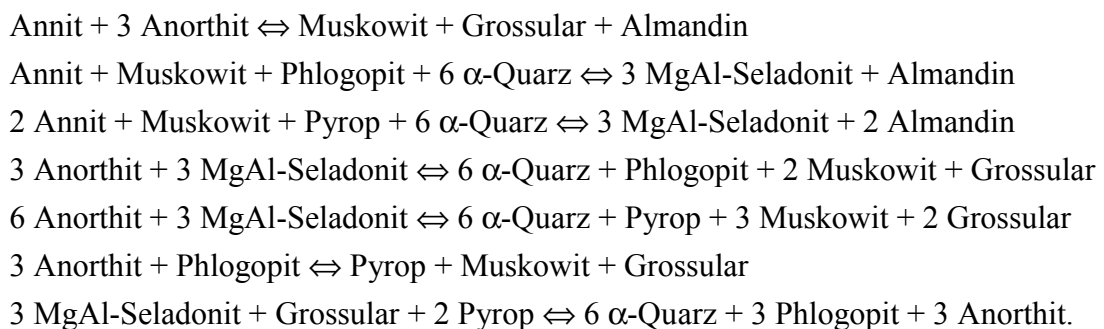 Annit + 3 Anorthit ⇔ Muskowit + Grossular + Almandin
Annit + Muskowit + Phlogopit + 6 α-Quarz ⇔ 3 MgAl-Seladonit + Almandin
2 Annit + Muskowit + Pyrop + 6 α-Quarz ⇔ 3 MgAl-Seladonit + 2 Almandin
3 Anorthit + 3 MgAl-Seladonit ⇔ 6 α-Quarz + Phlogopit + 2 Muskowit + Grossular
6 Anorthit + 3 MgAl-Seladonit ⇔ 6 α-Quarz + Pyrop + 3 Muskowit + 2 Grossular
3 Anorthit + Phlogopit ⇔ Pyrop + Muskowit + Grossular
3 MgAl-Seladonit + Grossular + 2 Pyrop ⇔ 6 α-Quarz + 3 Phlogopit + 3 Anorthit.